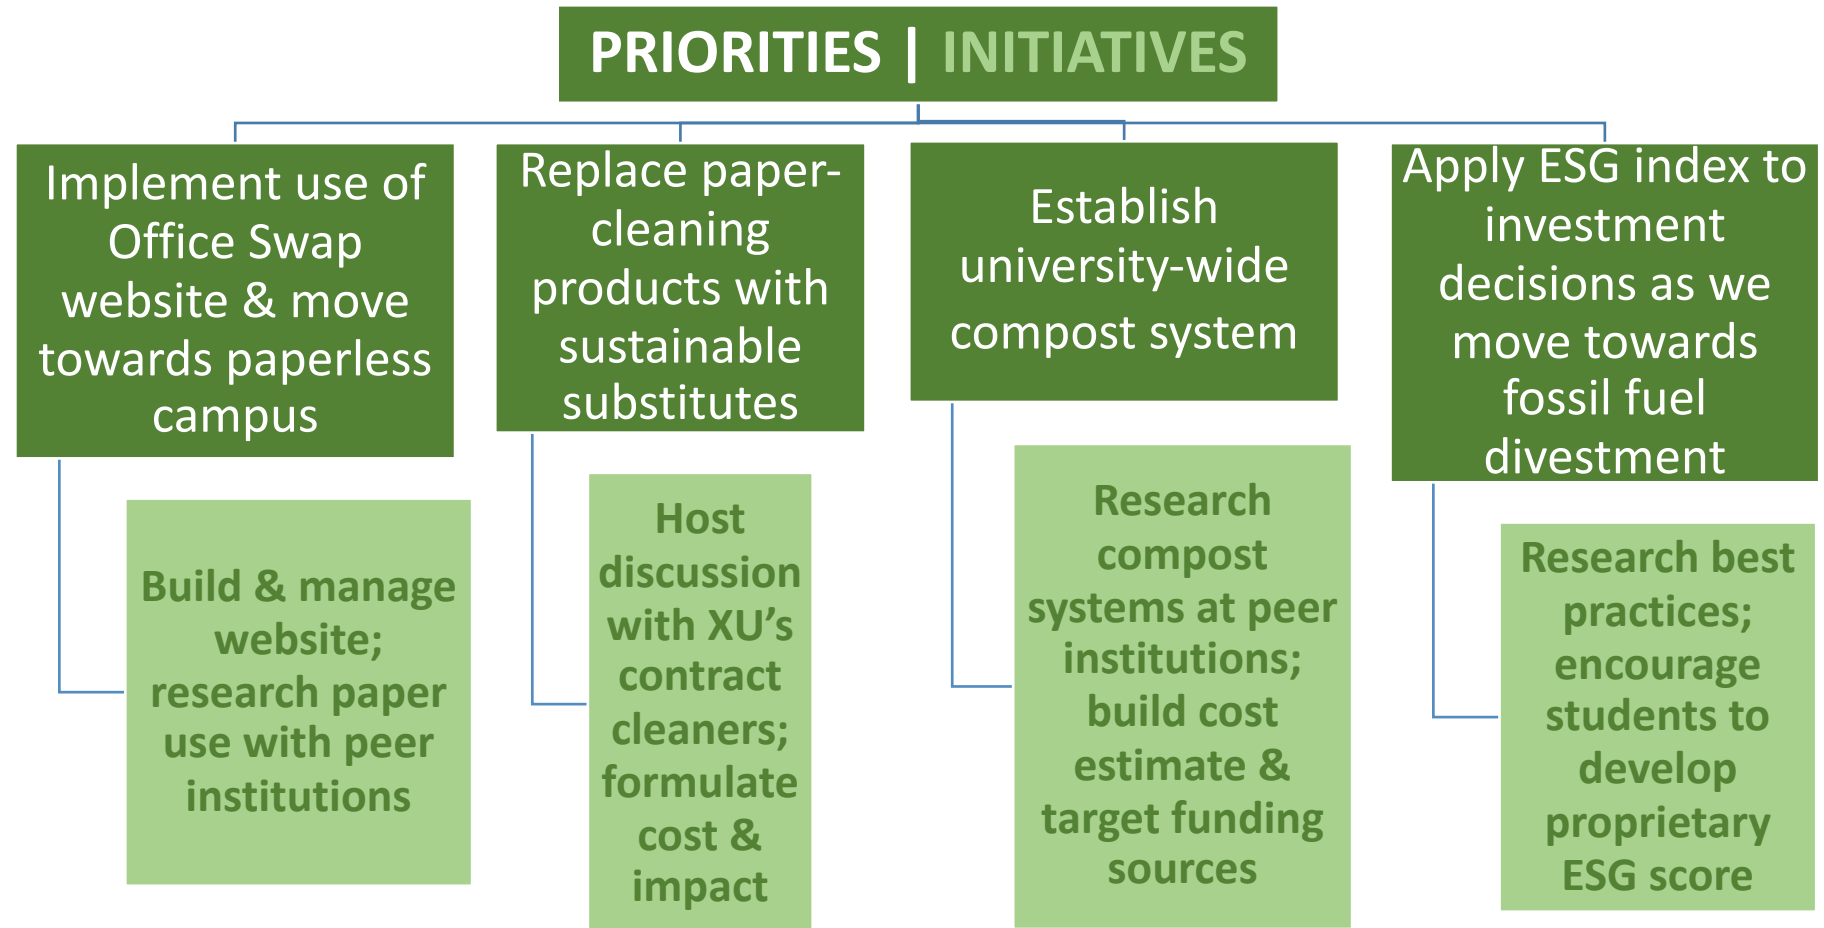 PRIORITIES | INITIATIVES
Implement use of
Office Swap
website & move
towards paperless
campus
Build & manage
website;
research paper
use with peer
institutions
Replace paper-
cleaning
products with
sustainable
substitutes
Host
discussion
with XU’s
contract
cleaners;
formulate
cost &
impact
Establish
university-wide
compost system
Research
compost
systems at peer
institutions;
build cost
estimate &
target funding
sources
Apply ESG index to
investment
decisions as we
move towards
fossil fuel
divestment
Research best
practices;
encourage
students to
develop
proprietary
ESG score